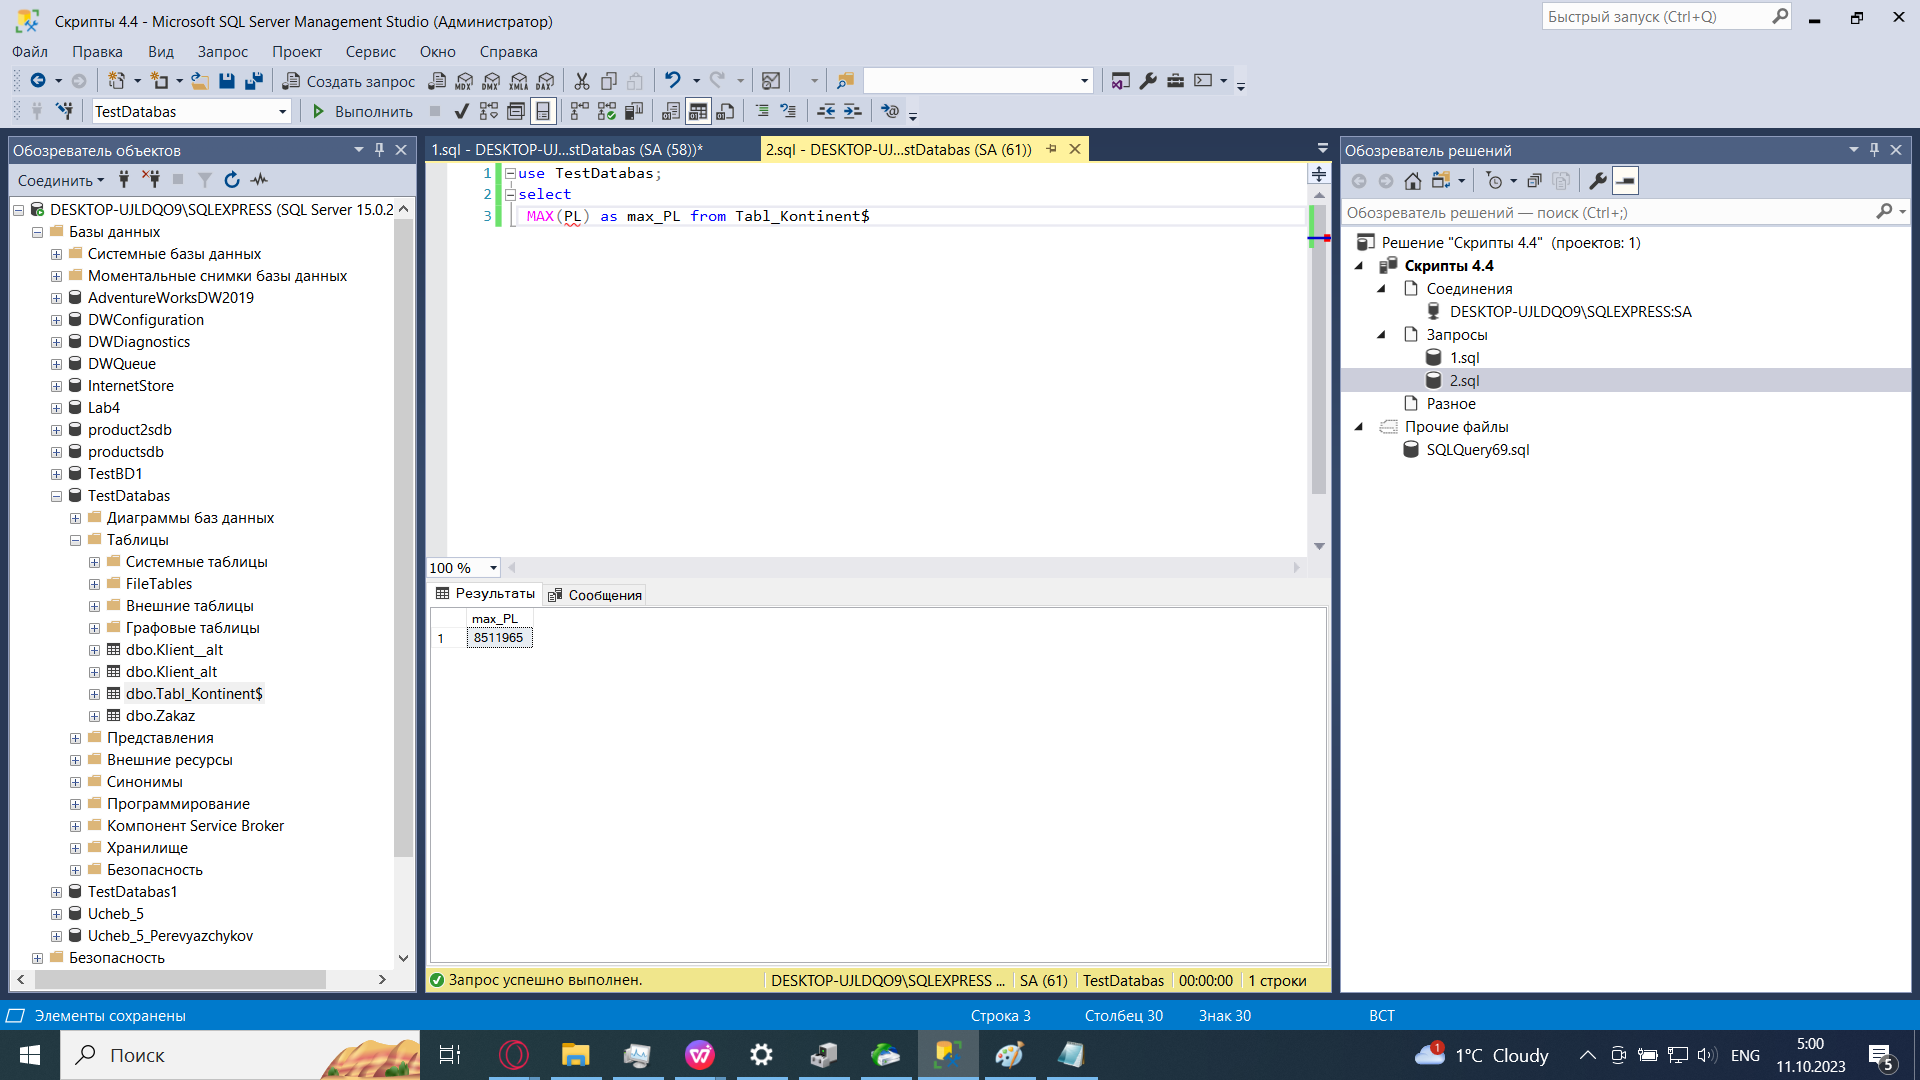 Скрипты 4.4 - Microsoft SQL Server Management Studio (Администратор)
Быстрый запуск (Ctrl+Q)
Файл Правка Вид Запрос Проект Сервис Окно Справка
Создать запрос
MDX DMX XMLA DAX
TestDatabas
Выполнить
Обозреватель объектов
Соединить
DESKTOP-UJLDQO9\SQLEXPRESS (SQL Server 15.0.2
Базы данных
Системные базы данных
Моментальные снимки базы данных
AdventureWorksDW2019
DWConfiguration
DWDiagnostics
DWQueue
InternetStore
Lab4
product2sdb
productsdb
TestBD1
TestDatabas
Диаграммы баз данных
Таблицы
Системные таблицы
FileTables
Внешние таблицы
Графовые таблицы
dbo.Klient__alt
dbo.Klient_alt
dbo.Tabl_Kontinent$
dbo.Zakaz
Представления
Внешние ресурсы
Синонимы
Программирование
Компонент Service Broker
Хранилище
Безопасность
TestDatabas1
Ucheb_5
Ucheb_5_Perevyazchykov
Безопасность
1.sql - DESKTOP-UJ...stDatabas (SA (58))*
2.sql - DESKTOP-UJ...stDatabas (SA (61))
1 use TestDatabas;
2 select
3 MAX(PL) as max_PL from Tabl_Kontinent$
100 %
Результаты Сообщения
max_PL
1 8511965
Запрос успешно выполнен.
DESKTOP-UJLDQO9\SQLEXPRESS ... SA (61) TestDatabas 00:00:00 1 строки
Обозреватель решений
Обозреватель решений — поиск (Ctrl+;)
Решение "Скрипты 4.4" (проектов: 1)
Скрипты 4.4
Соединения
DESKTOP-UJLDQO9\SQLEXPRESS:SA
Запросы
1.sql
2.sql
Разное
Прочие файлы
SQLQuery69.sql
Элементы сохранены
Строка 3 Столбец 30 Знак 30 ВСТ
Поиск
1
1°C Cloudy
ENG
5:00
11.10.2023
5